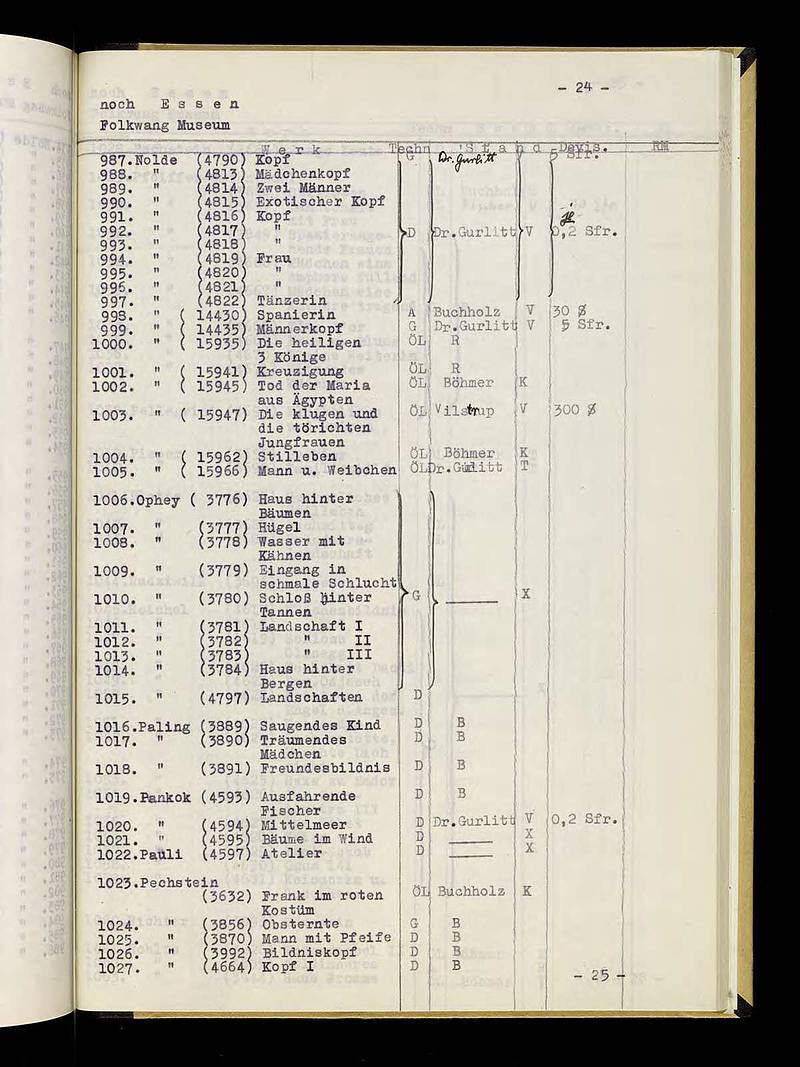 - 24 -
noch   E s s e n
Folkwang Museum
W e r k   Techn   S t a n d   Devis.   RM
987. Nolde (4790) Kopf G Dr. Gurlitt 5 Sfr.
988. " (4813) Mädchenkopf
989. " (4814) Zwei Männer
990. " (4815) Exotischer Kopf
991. " (4816) Kopf
992. " (4817) " D Dr.Gurlitt V 0,2 Sfr.
993. " (4818) "
994. " (4819) Frau
995. " (4820) "
996. " (4821) "
997. " (4822) Tänzerin
998. " ( 14430) Spanierin A Buchholz V 30 $
999. " ( 14435) Männerkopf G Dr.Gurlitt V 5 Sfr.
1000. " ( 15935) Die heiligen ÖL R
3 Könige
1001. " ( 15941) Kreuzigung ÖL R
1002. " ( 15945) Tod der Maria ÖL Böhmer K
aus Ägypten
1003. " ( 15947) Die klugen und ÖL Vilstrup V 300 $
die törichten
Jungfrauen
1004. " ( 15962) Stilleben ÖL Böhmer K
1005. " ( 15966) Mann u. Weibchen ÖL Dr.Gurlitt T
1006.Ophey ( 3776) Haus hinter
Bäumen
1007. " (3777) Hügel
1008. " (3778) Wasser mit
Kähnen
1009. " (3779) Eingang in
schmale Schlucht
1010. " (3780) Schloß hinter G ______ X
Tannen
1011. " (3781) Landschaft I
1012. " (3782) " II
1013. " (3783) " III
1014. " (3784) Haus hinter
Bergen
1015. " (4797) Landschaften D
1016.Paling (3889) Saugendes Kind D B
1017. " (3890) Träumendes D B
Mädchen
1018. " (3891) Freundesbildnis D B
1019.Pankok (4593) Ausfahrende D B
Fischer
1020. " (4594) Mittelmeer D Dr.Gurlitt V 0,2 Sfr.
1021. " (4595) Bäume im Wind D _____ X
1022.Pauli (4597) Atelier D _____ X
1023.Pechstein
(3632) Frank im roten ÖL Buchholz K
Kostüm
1024. " (3856) Obsternte G B
1025. " (3870) Mann mit Pfeife D B
1026. " (3992) Bildniskopf D B
1027. " (4664) Kopf I D B
- 25 -